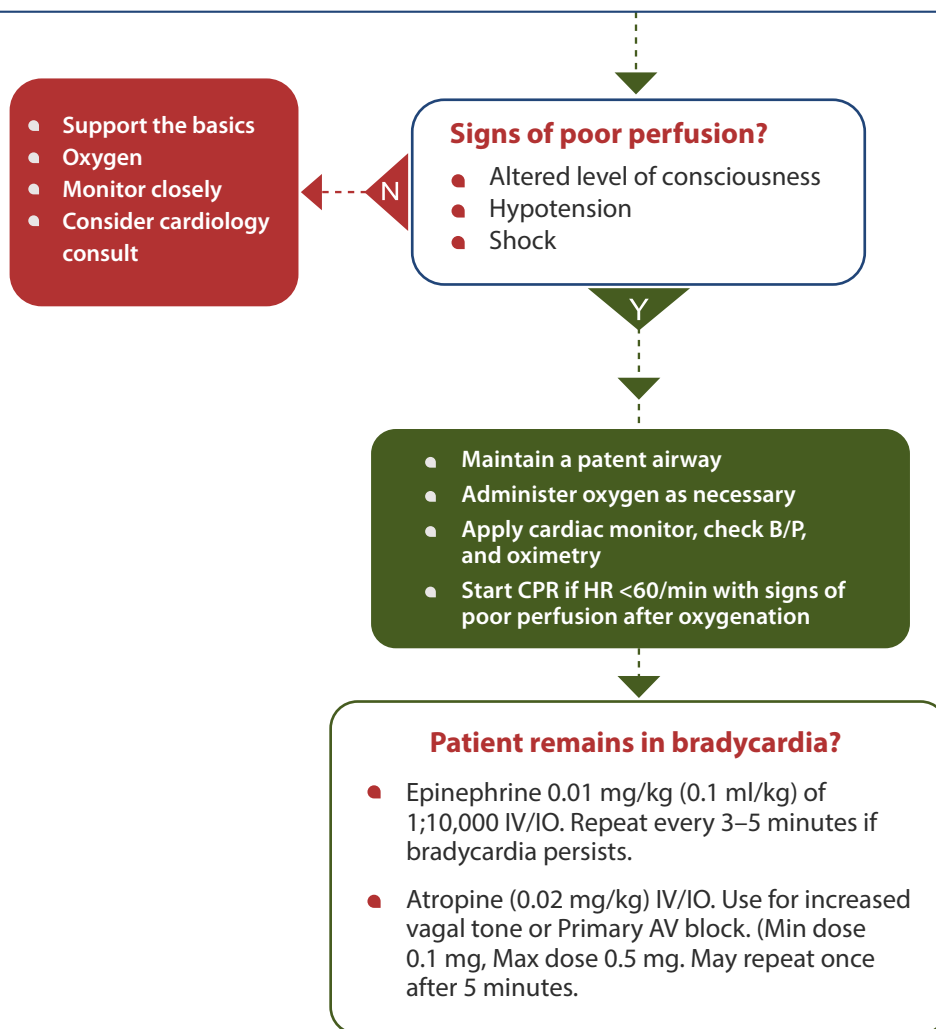 Support the basics
Oxygen
Monitor closely
Consider cardiology
consult
N
Signs of poor perfusion?
Altered level of consciousness
Hypotension
Shock
Y
Maintain a patent airway
Administer oxygen as necessary
Apply cardiac monitor, check B/P,
and oximetry
Start CPR if HR <60/min with signs of
poor perfusion after oxygenation
Patient remains in bradycardia?
Epinephrine 0.01 mg/kg (0.1 ml/kg) of
1;10,000 IV/IO. Repeat every 3–5 minutes if
bradycardia persists.
Atropine (0.02 mg/kg) IV/IO. Use for increased
vagal tone or Primary AV block. (Min dose
0.1 mg, Max dose 0.5 mg. May repeat once
after 5 minutes.